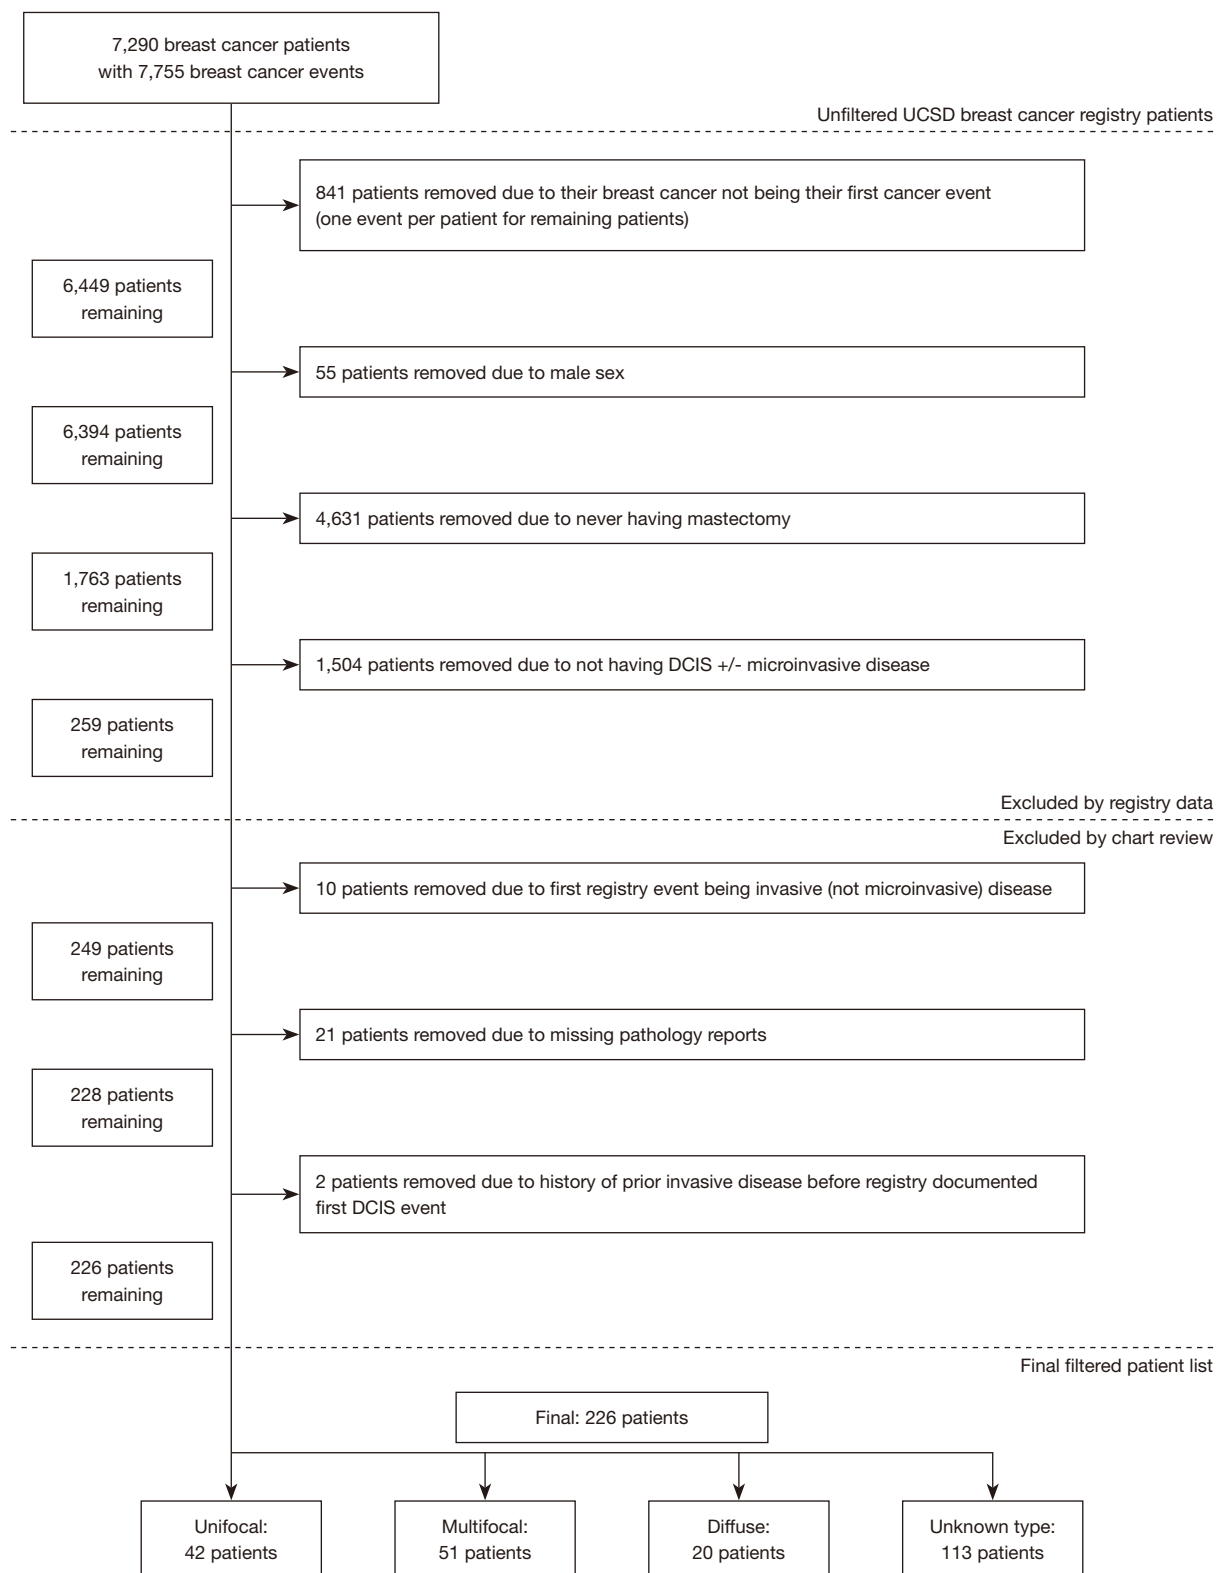 7,290 breast cancer patients
with 7,755 breast cancer events
Unfiltered UCSD breast cancer registry patients
841 patients removed due to their breast cancer not being their first cancer event
(one event per patient for remaining patients)
6,449 patients
remaining
55 patients removed due to male sex
6,394 patients
remaining
4,631 patients removed due to never having mastectomy
1,763 patients
remaining
1,504 patients removed due to not having DCIS +/- microinvasive disease
259 patients
remaining
Excluded by registry data
Excluded by chart review
10 patients removed due to first registry event being invasive (not microinvasive) disease
249 patients
remaining
21 patients removed due to missing pathology reports
228 patients
remaining
2 patients removed due to history of prior invasive disease before registry documented
first DCIS event
226 patients
remaining
Final filtered patient list
Final: 226 patients
Unifocal:
42 patients
Multifocal:
51 patients
Diffuse:
20 patients
Unknown type:
113 patients